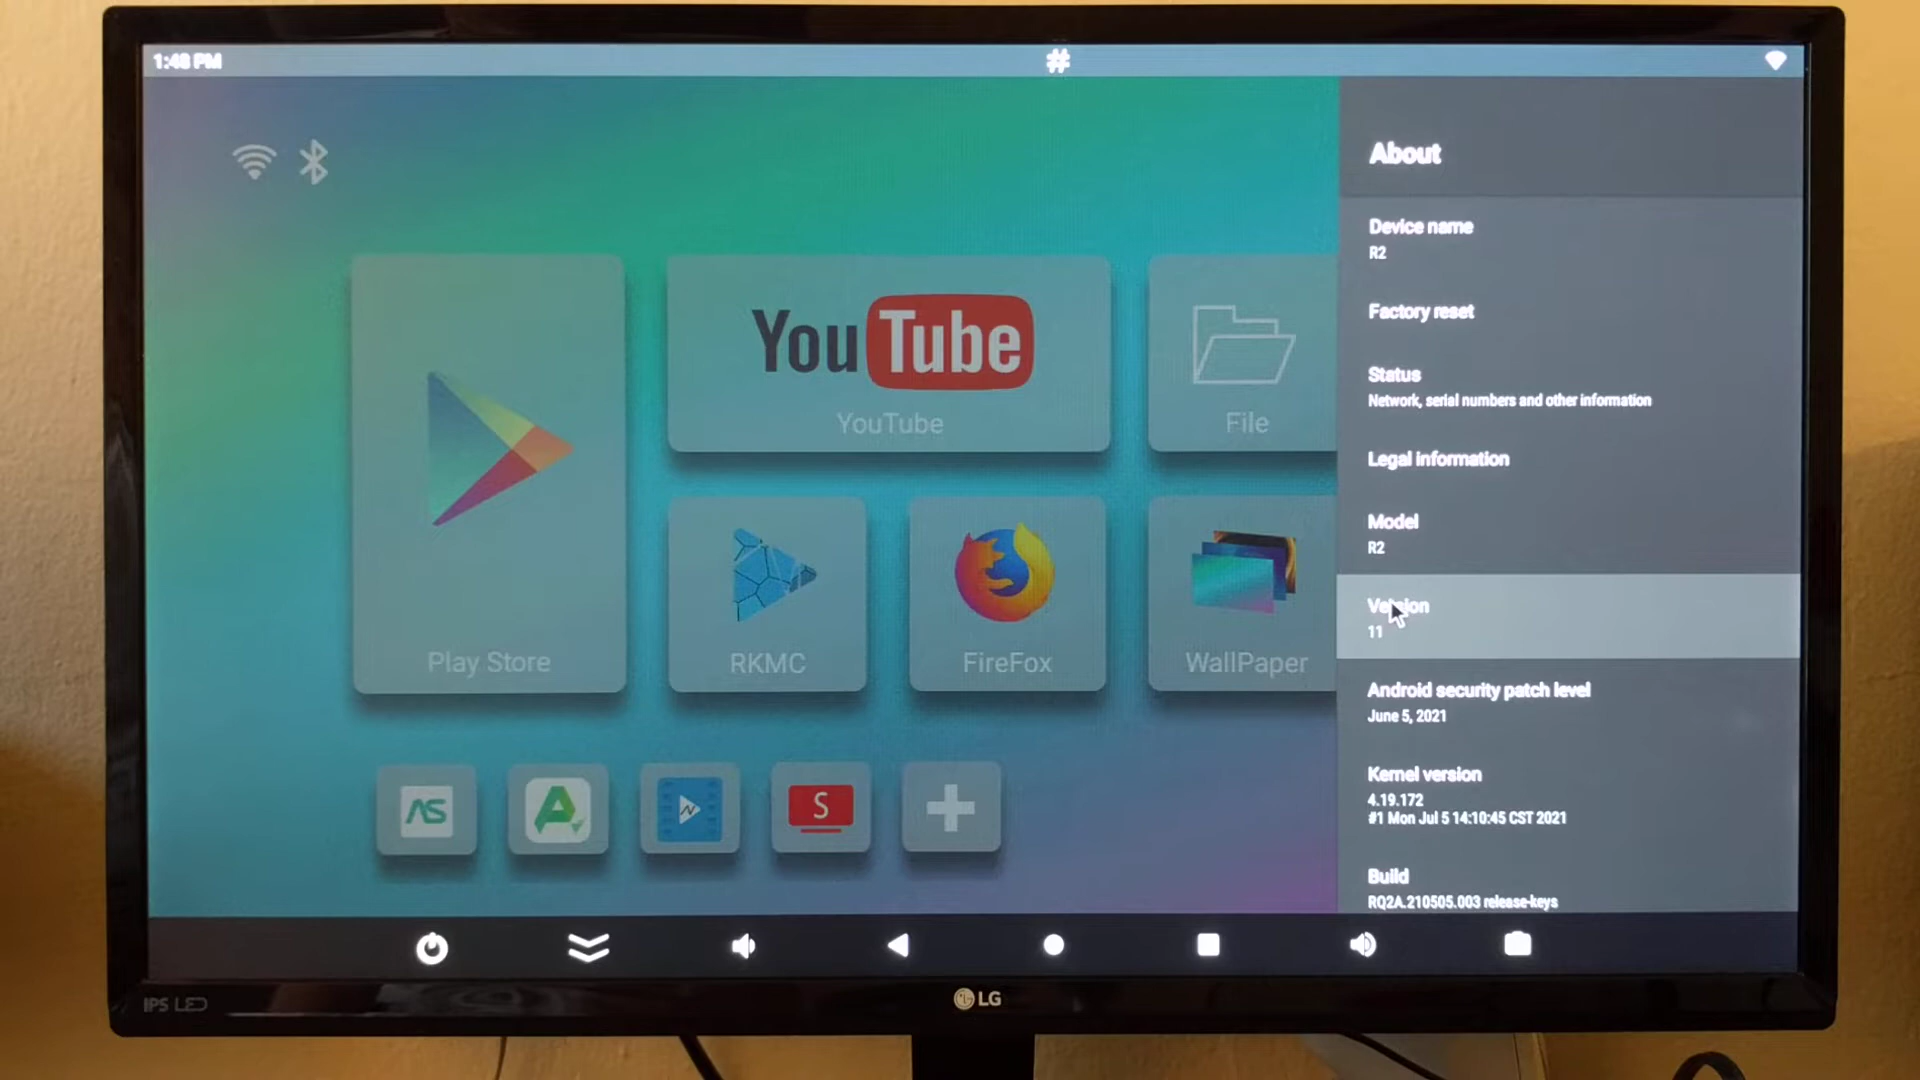 1:48 PM
#
About
Device name
R2
Factory reset
Status
Network, serial numbers and other information
Legal information
Model
R2
Version
11
Android security patch level
June 5, 2021
Kernel version
4.19.172
#1 Mon Jul 5 14:10:45 CST 2021
Build
RQ2A.210505.003 release-keys
YouTube
YouTube
File
Play Store
RKMC
FireFox
WallPaper
AS
A
N
S
IPS LED
LG